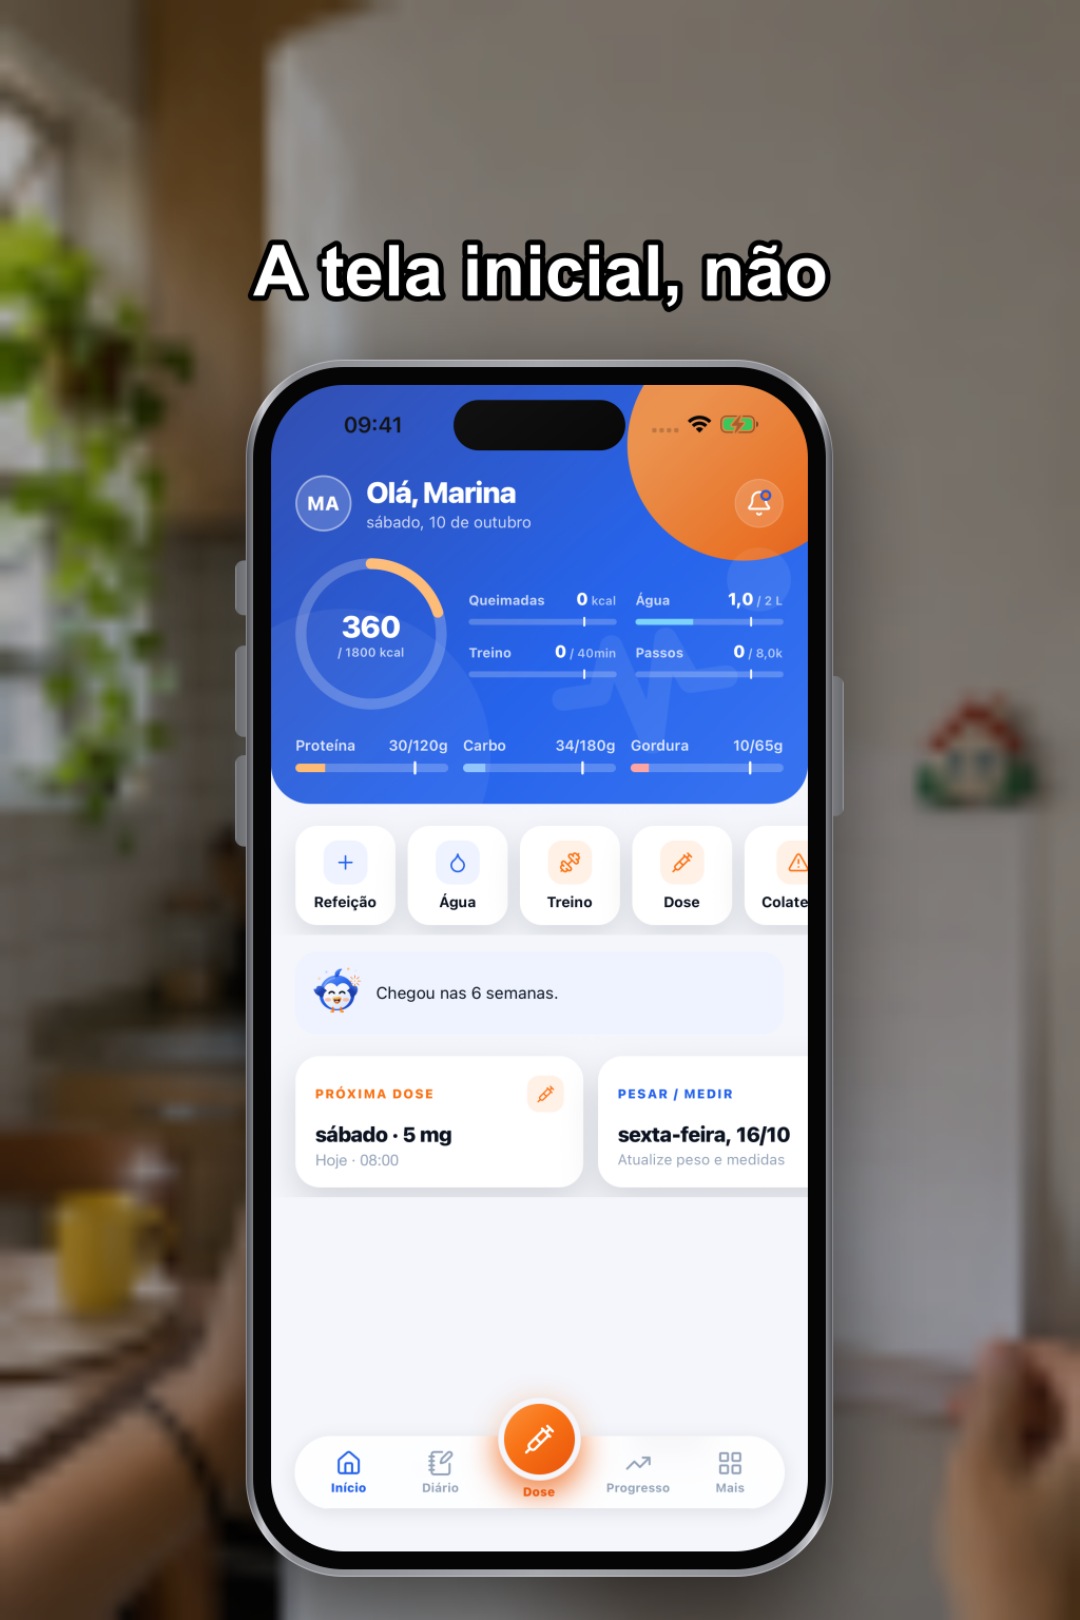 A tela inicial, não
09:41
MA
Olá, Marina
sábado, 10 de outubro
360
/ 1800 kcal
Queimadas 0 kcal
Água 1,0 / 2 L
Treino 0 / 40min
Passos 0 / 8,0k
Proteína 30/120g
Carbo 34/180g
Gordura 10/65g
Refeição
Água
Treino
Dose
Colate
Chegou nas 6 semanas.
PRÓXIMA DOSE
sábado · 5 mg
Hoje · 08:00
PESAR / MEDIR
sexta-feira, 16/10
Atualize peso e medidas
Início
Diário
Dose
Progresso
Mais